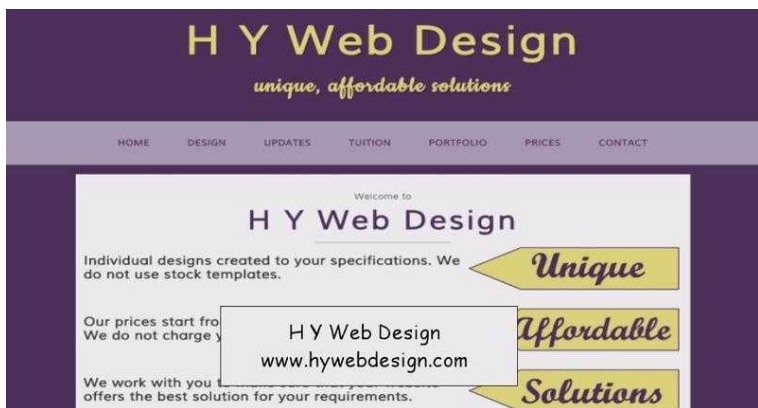 H Y Web Design
unique, affordable solutions
HOME DESIGN UPDATES TUITION PORTFOLIO PRICES CONTACT
Welcome to
H Y Web Design
Individual designs created to your specifications. We
do not use stock templates.
Unique
Our prices start
We do not charge
Affordable
H Y Web Design
www.hywebdesign.com
We work with you
offers the best solution for your requirements.
Solutions